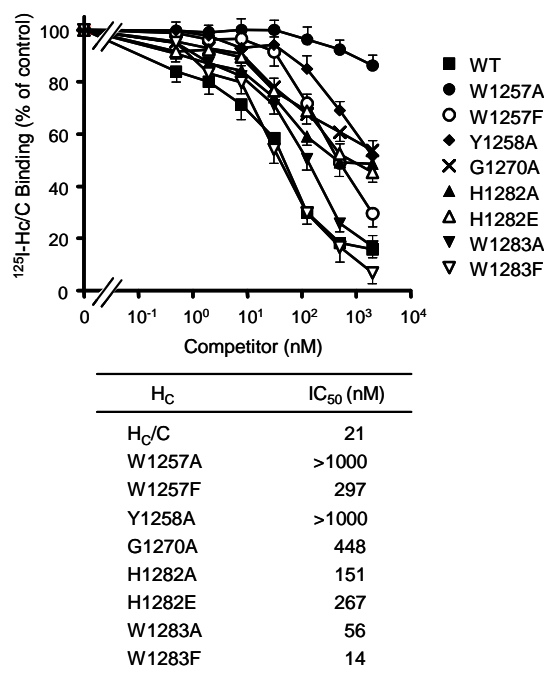 100
80
60
40
20
0
¹²⁵I-Hc/C Binding (% of control)
0 10⁻¹ 10⁰ 10¹ 10² 10³ 10⁴
Competitor (nM)
WT
W1257A
W1257F
Y1258A
G1270A
H1282A
H1282E
W1283A
W1283F
H_C IC₅₀ (nM)
H_C/C 21
W1257A >1000
W1257F 297
Y1258A >1000
G1270A 448
H1282A 151
H1282E 267
W1283A 56
W1283F 14